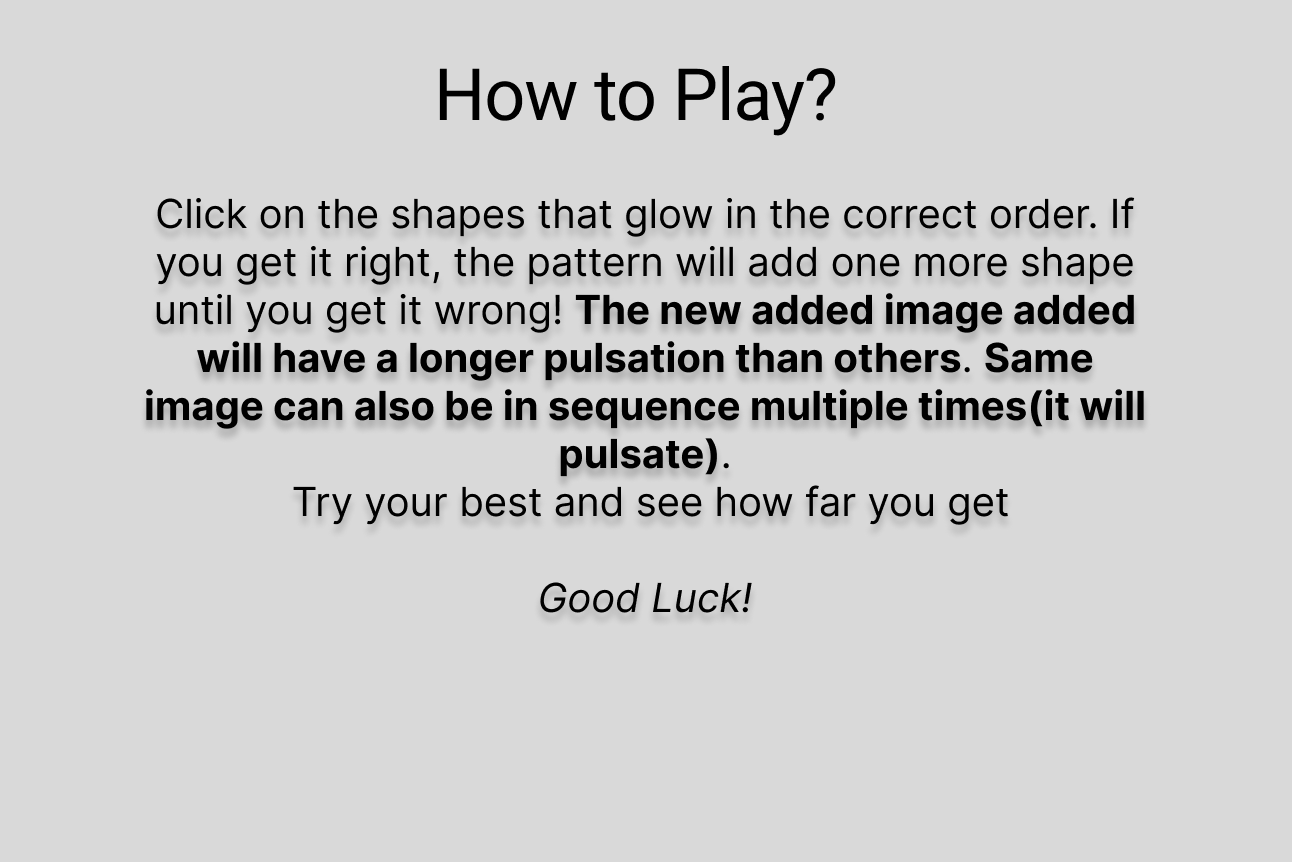 How to Play?
Click on the shapes that glow in the correct order. If
you get it right, the pattern will add one more shape
until you get it wrong! The new added image added
will have a longer pulsation than others. Same
image can also be in sequence multiple times(it will
pulsate).
Try your best and see how far you get
Good Luck!